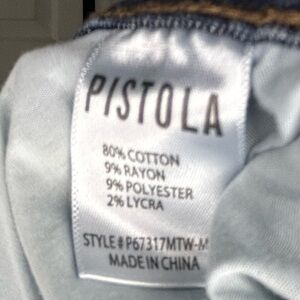 PISTOLA
80% COTTON
9% RAYON
9% POLYESTER
2% LYCRA
STYLE # P67317MTW-M
MADE IN CHINA